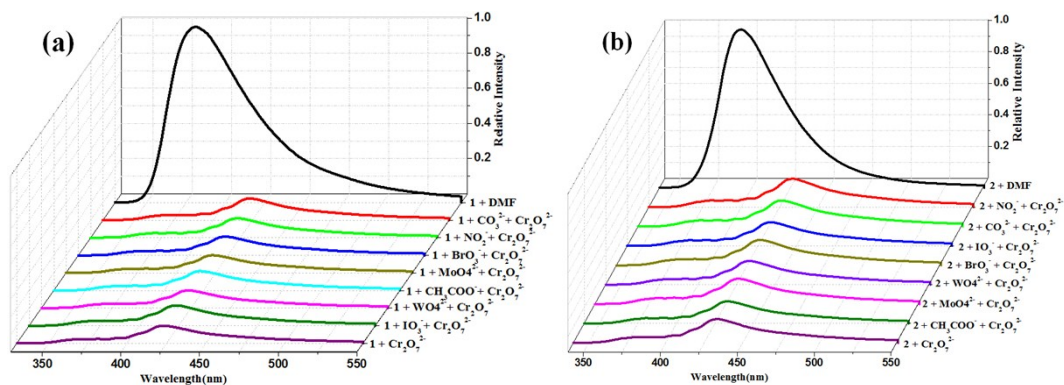 (a)
1.0
0.8
0.6
0.4
0.2
Relative Intensity
1 + DMF
1 + CO₃²⁻ + Cr₂O₇²⁻
1 + NO₂⁻ + Cr₂O₇²⁻
1 + BrO₃⁻ + Cr₂O₇²⁻
1 + MoO4²⁻ + Cr₂O₇²⁻
1 + CH₃COO⁻ + Cr₂O₇²⁻
1 + WO4²⁻ + Cr₂O₇²⁻
1 + IO₃⁻ + Cr₂O₇²⁻
1 + Cr₂O₇²⁻
350 400 450 500 550
Wavelength(nm)
(b)
1.0
0.8
0.6
0.4
0.2
Relative Intensity
2 + DMF
2 + NO₂⁻ + Cr₂O₇²⁻
2 + CO₃²⁻ + Cr₂O₇²⁻
2 + IO₃⁻ + Cr₂O₇²⁻
2 + BrO₃⁻ + Cr₂O₇²⁻
2 + WO4²⁻ + Cr₂O₇²⁻
2 + MoO4²⁻ + Cr₂O₇²⁻
2 + CH₃COO⁻ + Cr₂O₇²⁻
2 + Cr₂O₇²⁻
350 400 450 500 550
Wavelength(nm)